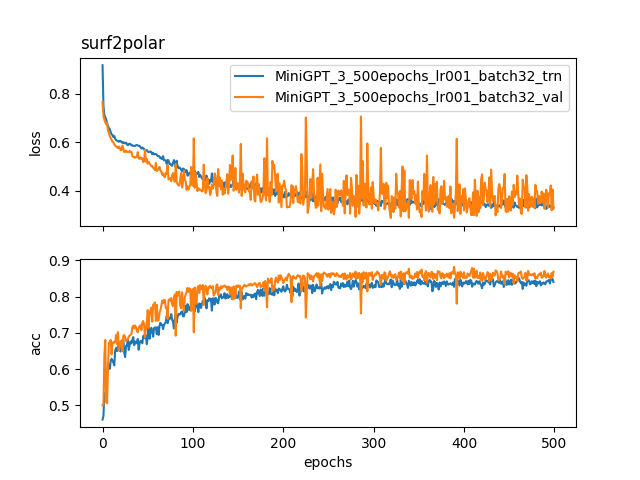 surf2polar
MiniGPT_3_500epochs_lr001_batch32_trn
MiniGPT_3_500epochs_lr001_batch32_val
0.8
0.6
0.4
loss
0.9
0.8
0.7
0.6
0.5
acc
0 100 200 300 400 500
epochs